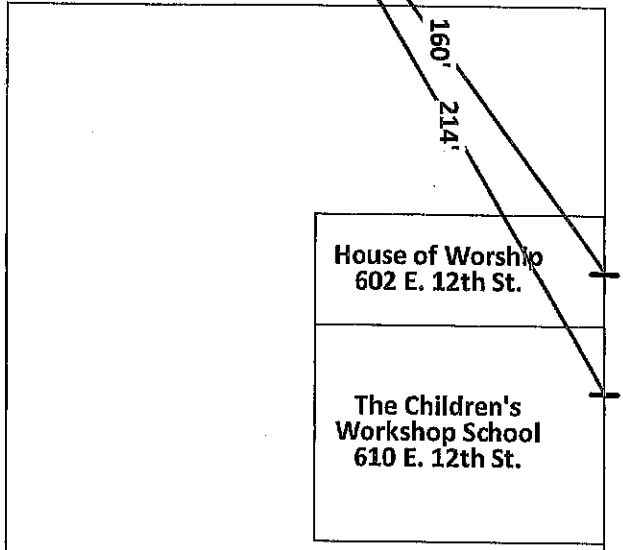 160'
214'
House of Worship
602 E. 12th St.
The Children's
Workshop School
610 E. 12th St.